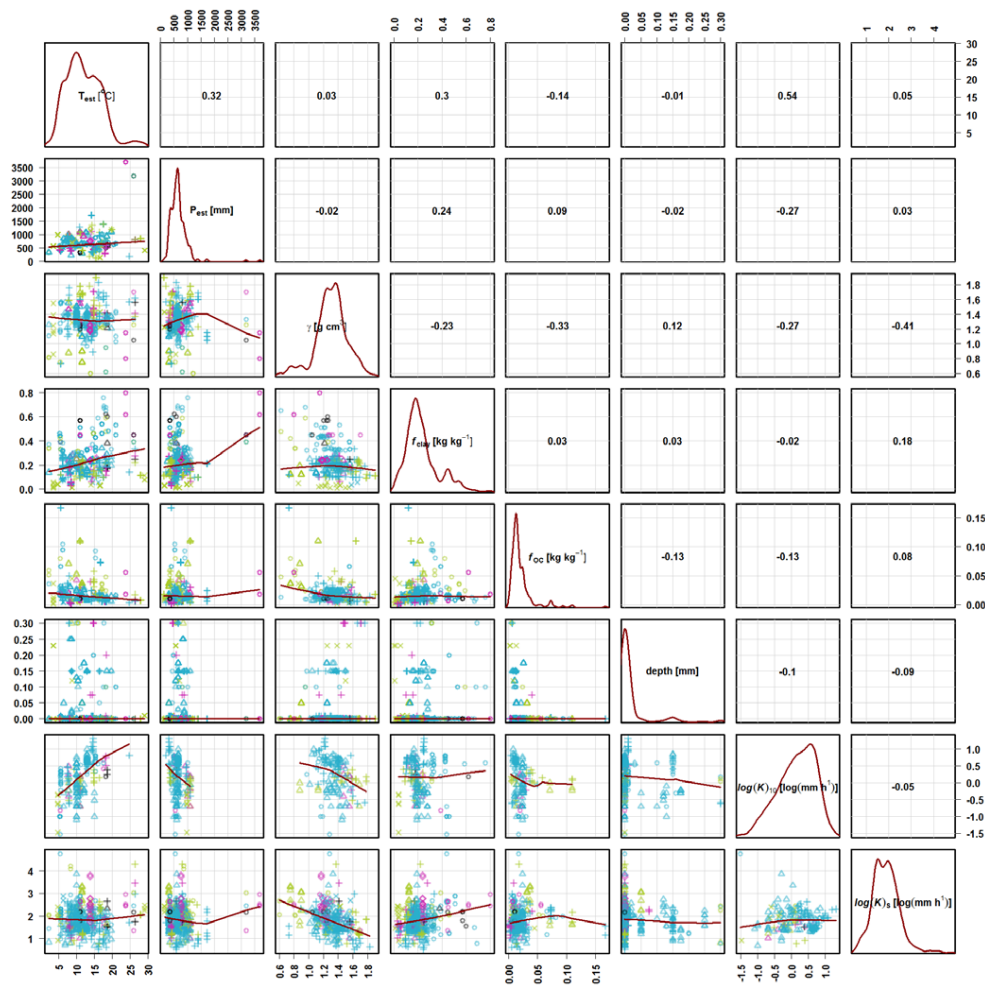 0 5000 10000 15000 20000 25000 30000 35000
0.0 0.2 0.4 0.6 0.8
0.00 0.05 0.10 0.15 0.20 0.25 0.30
1 2 3 4
T_est [°C] 0.32 0.03 0.3 -0.14 -0.01 0.54 0.05
30
25
20
15
10
5
3500
3000
2500
2000
1500
1000
500
0
P_est [mm] -0.02 0.24 0.09 -0.02 -0.27 0.03
γ [g cm ] -0.23 -0.33 0.12 -0.27 -0.41
1.8
1.6
1.4
1.2
1.0
0.8
0.6
0.8
0.6
0.4
0.2
0.0
f_clay [kg kg⁻¹] 0.03 0.03 -0.02 0.18
f_OC [kg kg⁻¹] -0.13 -0.13 0.08
0.15
0.10
0.05
0.00
0.30
0.25
0.20
0.15
0.10
0.05
0.00
depth [mm] -0.1 -0.09
log(K)₁₀ [log(mm h⁻¹)] -0.05
1.0
0.5
0.0
-0.5
-1.0
-1.5
4
3
2
1
log(K)₅ [log(mm h⁻¹)]
5 10 15 20 25 30
0.6 0.8 1.0 1.2 1.4 1.6 1.8
0.00 0.05 0.10 0.15
-1.5 -1.0 -0.5 0.0 0.5 1.0